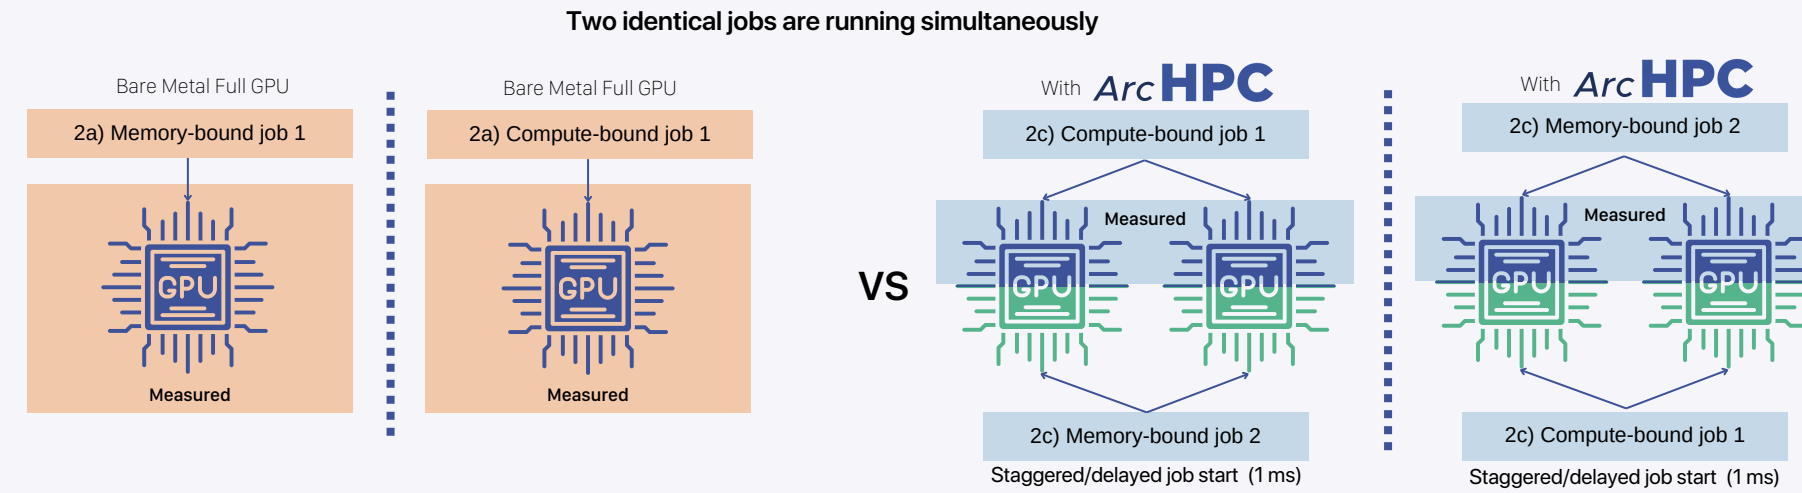 Two identical jobs are running simultaneously
Bare Metal Full GPU
2a) Memory-bound job 1
GPU
Measured
Bare Metal Full GPU
2a) Compute-bound job 1
GPU
Measured
VS
With ArcHPC
2c) Compute-bound job 1
Measured
GPU
GPU
2c) Memory-bound job 2
Staggered/delayed job start (1 ms)
With ArcHPC
2c) Memory-bound job 2
Measured
GPU
GPU
2c) Compute-bound job 1
Staggered/delayed job start (1 ms)